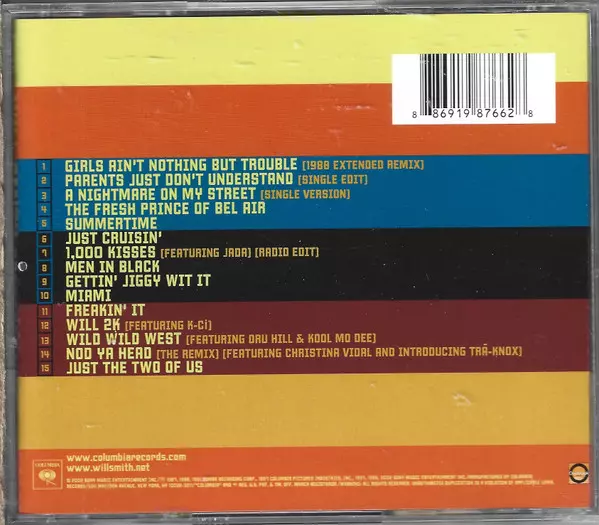 8 86919 87662 8
1 GIRLS AIN'T NOTHING BUT TROUBLE [1988 EXTENDED REMIX]
2 PARENTS JUST DON'T UNDERSTAND [SINGLE EDIT]
3 A NIGHTMARE ON MY STREET [SINGLE VERSION]
4 THE FRESH PRINCE OF BEL AIR
5 SUMMERTIME
6 JUST CRUISIN'
7 1,000 KISSES [FEATURING JADA] [RADIO EDIT]
8 MEN IN BLACK
9 GETTIN' JIGGY WIT IT
10 MIAMI
11 FREAKIN' IT
12 WILL 2K [FEATURING K-Ci]
13 WILD WILD WEST [FEATURING DRU HILL & KOOL MO DEE]
14 NOD YA HEAD [THE REMIX] [FEATURING CHRISTINA VIDAL AND INTRODUCING TRÃ-KNOX]
15 JUST THE TWO OF US
www.columbiarecords.com
www.willsmith.net
COLUMBIA